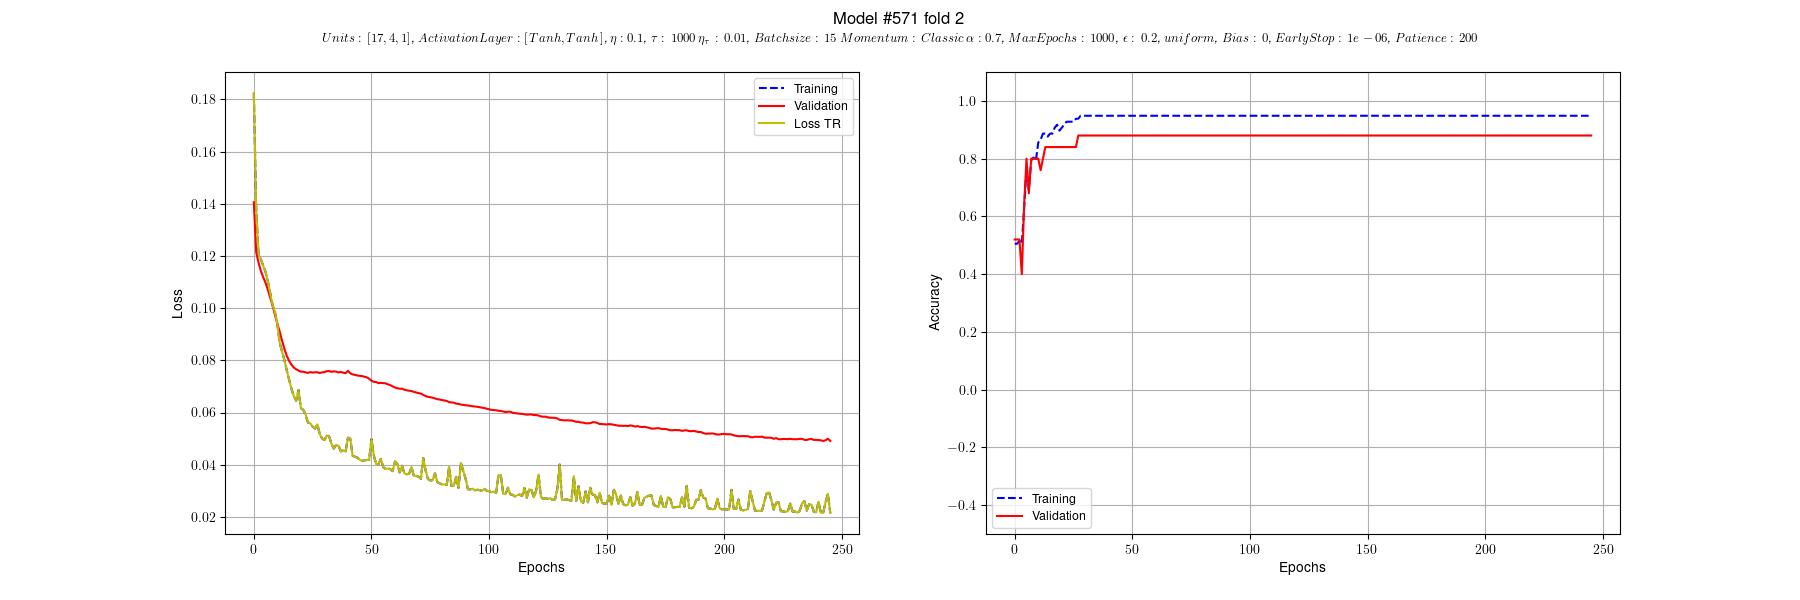 Model #571 fold 2
Units : [17, 4, 1], ActivationLayer : [Tanh, Tanh], η : 0.1, τ : 1000 η_τ : 0.01, Batchsize : 15 Momentum : Classic α : 0.7, MaxEpochs : 1000, ϵ : 0.2, uniform, Bias : 0, EarlyStop : 1e − 06, Patience : 200
Training
Validation
Loss TR
0.18
0.16
0.14
0.12
0.10
0.08
0.06
0.04
0.02
Loss
0 50 100 150 200 250
Epochs
1.0
0.8
0.6
0.4
0.2
0.0
−0.2
−0.4
Accuracy
Training
Validation
0 50 100 150 200 250
Epochs